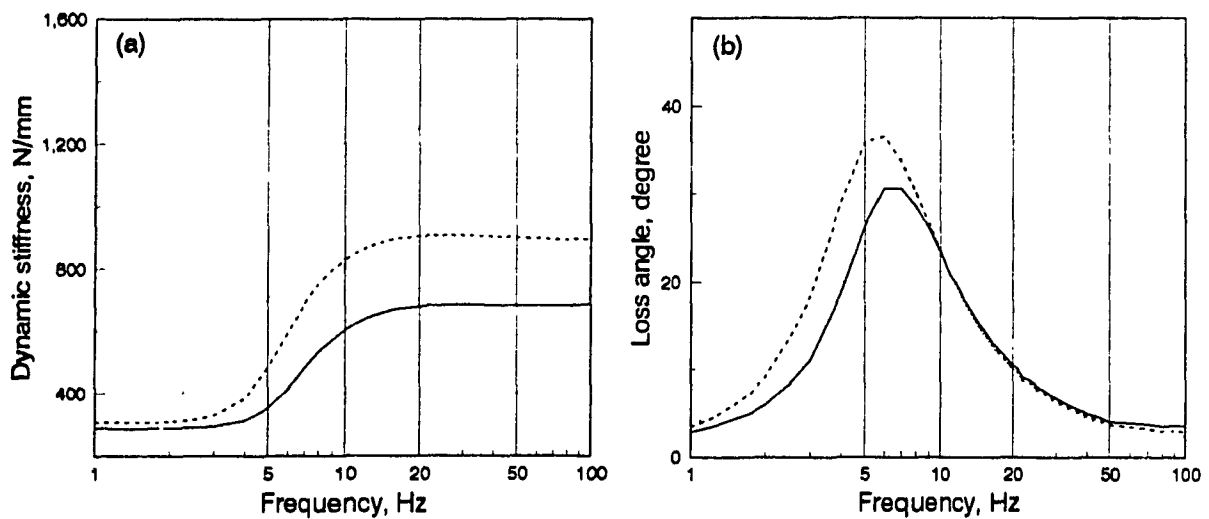 (a)
Dynamic stiffness, N/mm
1,600
1,200
800
400
1 5 10 20 50 100
Frequency, Hz
(b)
Loss angle, degree
40
20
0
1 5 10 20 50 100
Frequency, Hz